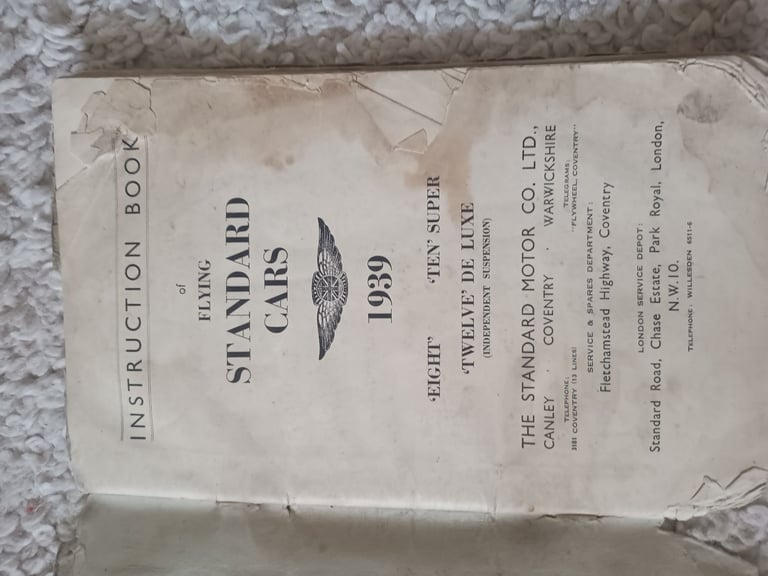 INSTRUCTION BOOK
of
FLYING
STANDARD
CARS
1939
'EIGHT' 'TEN' SUPER
'TWELVE' DE LUXE
(INDEPENDENT SUSPENSION)
THE STANDARD MOTOR CO. LTD.,
CANLEY · COVENTRY · WARWICKSHIRE
TELEPHONE: TELEGRAMS:
3181 COVENTRY (13 LINES) "FLYWHEEL, COVENTRY"
SERVICE & SPARES DEPARTMENT:
Fletchamstead Highway, Coventry
LONDON SERVICE DEPOT:
Standard Road, Chase Estate, Park Royal, London,
N.W.10.
TELEPHONE: WILLESDEN 6511-6